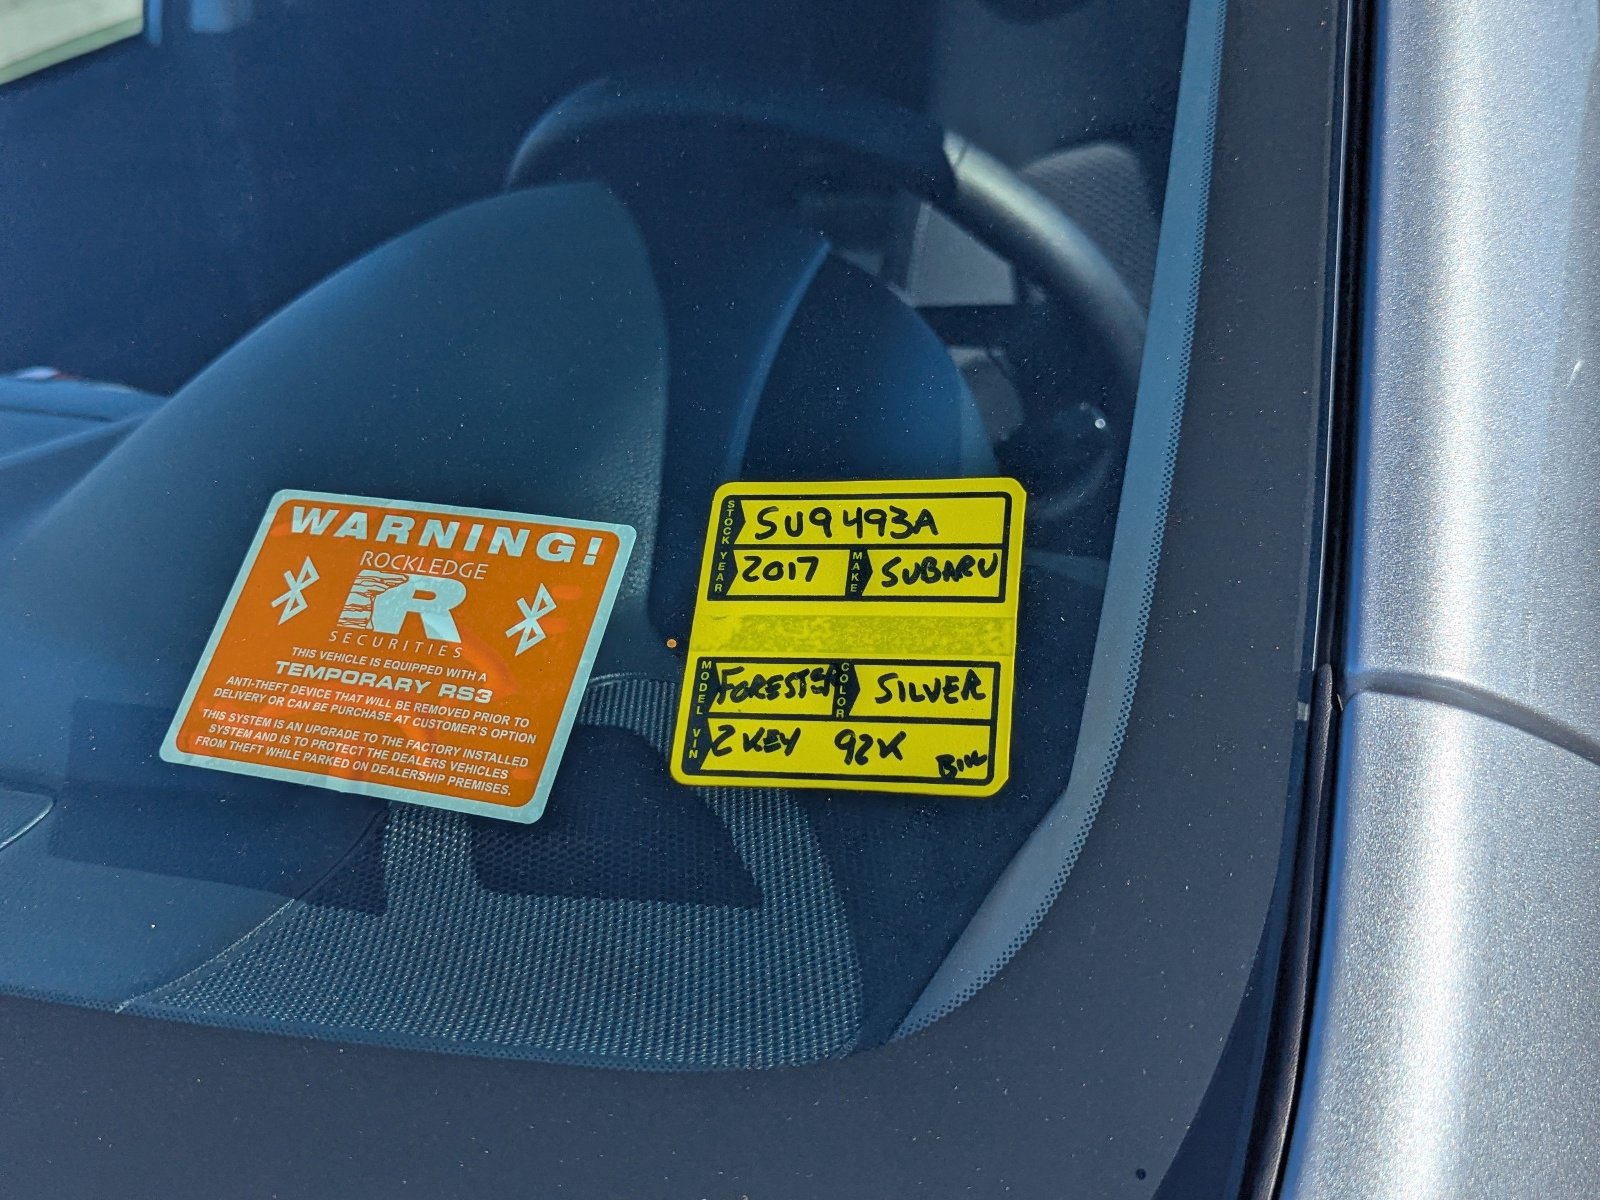 WARNING!
ROCKLEDGE
R
SECURITIES
THIS VEHICLE IS EQUIPPED WITH A
TEMPORARY RS3
ANTI-THEFT DEVICE THAT WILL BE REMOVED PRIOR TO
DELIVERY OR CAN BE PURCHASED AT CUSTOMER'S OPTION
THIS SYSTEM IS AN UPGRADE TO THE FACTORY INSTALLED
SYSTEM AND IS TO PROTECT THE DEALERS VEHICLES
FROM THEFT WHILE PARKED ON DEALERSHIP PREMISES.
STOCK SU9493A
YEAR 2017 MAKE SUBARU
MODEL FORESTER COLOR SILVER
VIN 2 KEY 92K